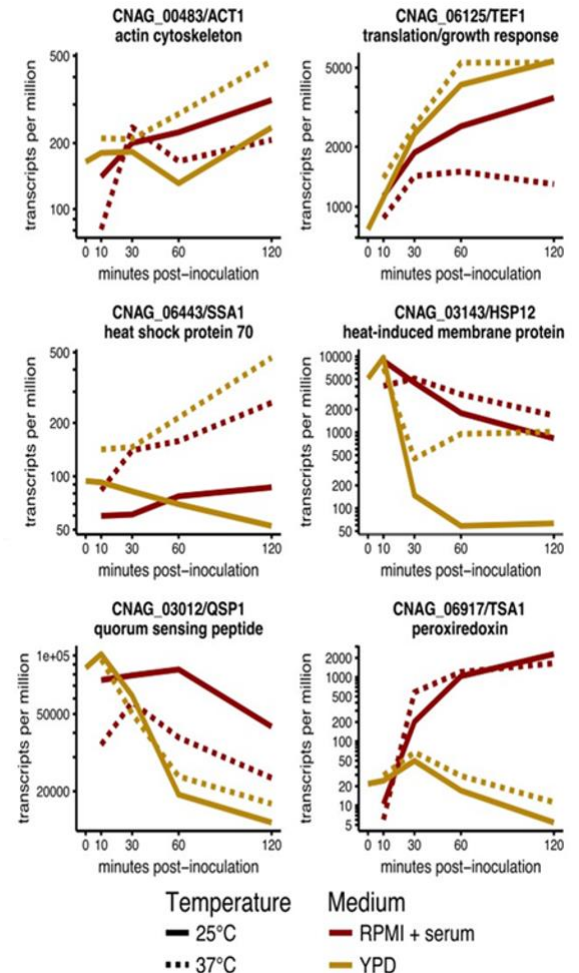 CNAG_00483/ACT1
actin cytoskeleton
transcripts per million
500
200
100
0 10 30 60 120
minutes post−inoculation
CNAG_06125/TEF1
translation/growth response
transcripts per million
5000
2000
1000
0 10 30 60 120
minutes post−inoculation
CNAG_06443/SSA1
heat shock protein 70
transcripts per million
500
200
100
50
0 10 30 60 120
minutes post−inoculation
CNAG_03143/HSP12
heat−induced membrane protein
transcripts per million
10000
5000
2000
1000
500
200
100
50
0 10 30 60 120
minutes post−inoculation
CNAG_03012/QSP1
quorum sensing peptide
transcripts per million
1e+05
50000
20000
0 10 30 60 120
minutes post−inoculation
CNAG_06917/TSA1
peroxiredoxin
transcripts per million
2000
1000
500
200
100
50
20
10
5
0 10 30 60 120
minutes post−inoculation
Temperature
25°C
37°C
Medium
RPMI + serum
YPD